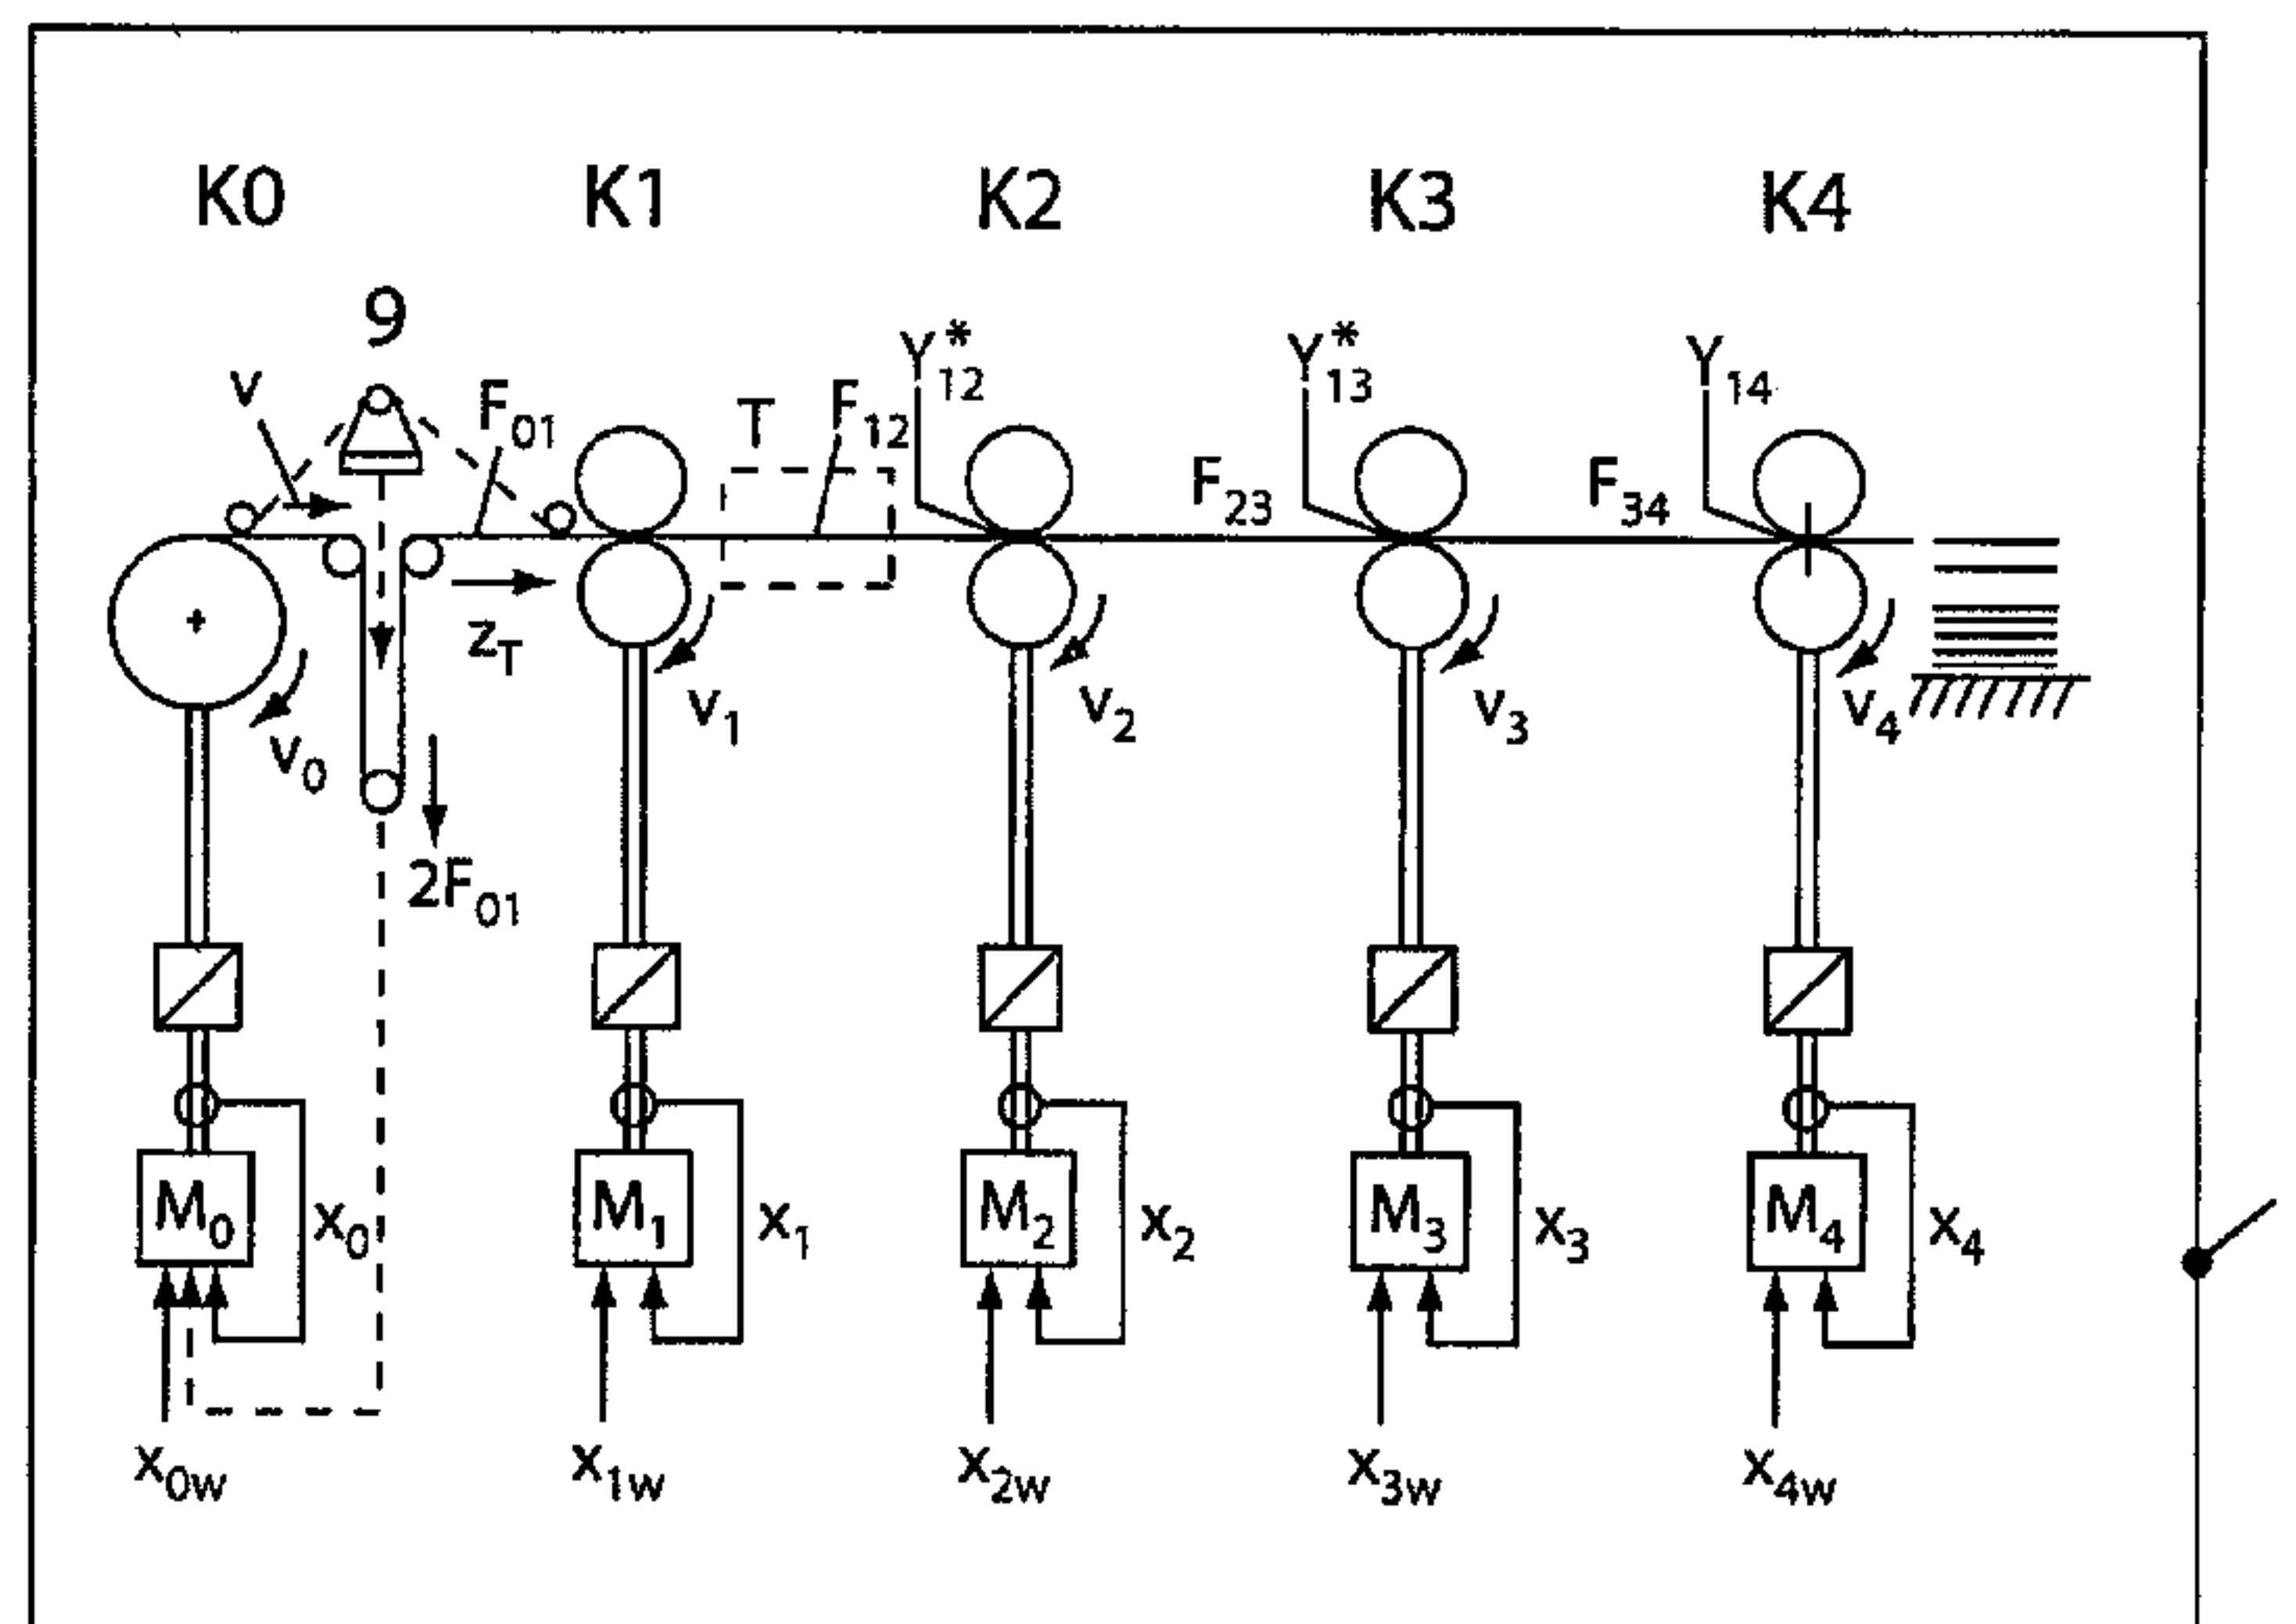 K0 K1 K2 K3 K4
9
v F01 T F12 Y*12 F23 Y*13 F34 Y14
zT
v0 v1 v2 v3 v4
2F01
M0 x0 M1 x1 M2 x2 M3 x3 M4 x4
x0w x1w x2w x3w x4w